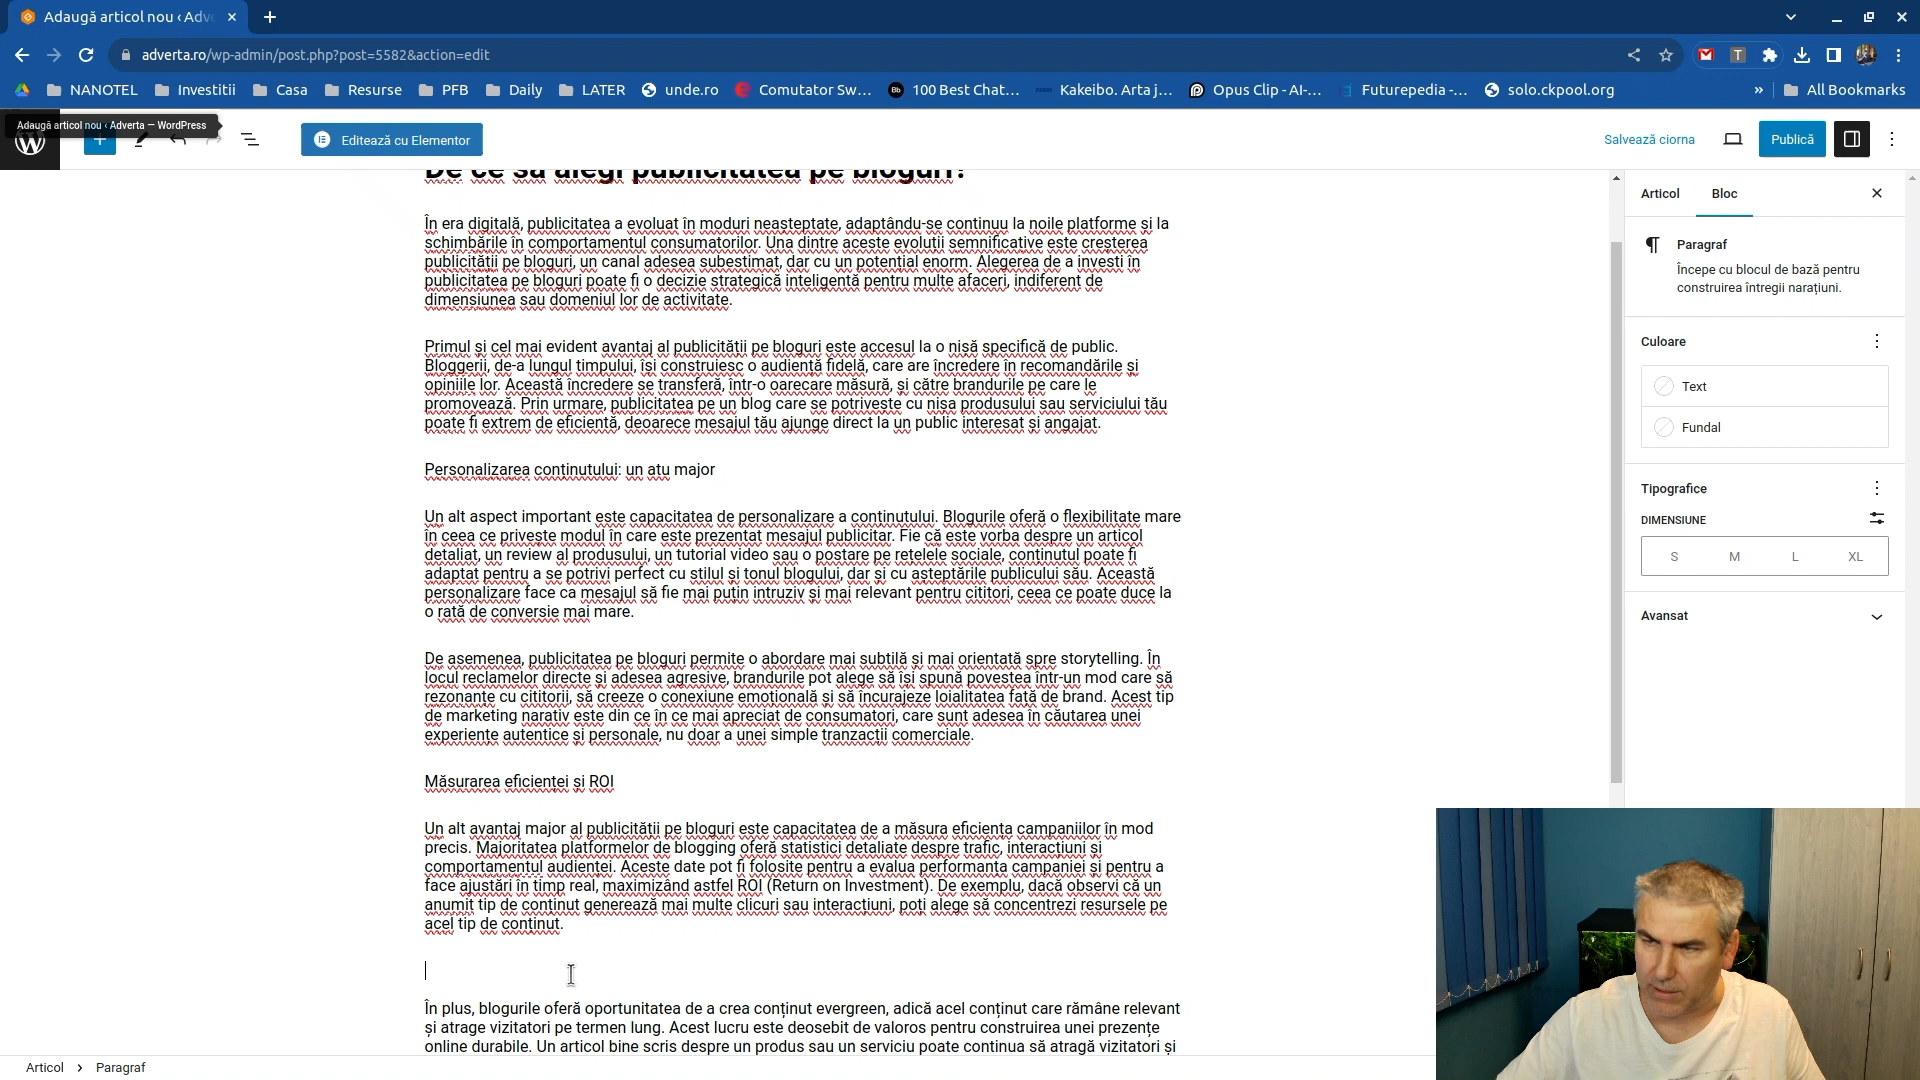 Adaugă articol nou ‹ Adv
adverta.ro/wp-admin/post.php?post=5582&action=edit
NANOTEL
Investitii
Casa
Resurse
PFB
Daily
LATER
unde.ro
Comutator Sw...
100 Best Chat...
Kakeibo. Arta j...
Opus Clip - AI-...
Futurepedia -...
solo.ckpool.org
»
All Bookmarks
Adaugă articol nou ‹ Adverta — WordPress
Editează cu Elementor
Salvează ciorna
Publică
De ce să alegi publicitatea pe bloguri?
În era digitală, publicitatea a evoluat în moduri neașteptate, adaptându-se continuu la noile platforme și la
schimbările în comportamentul consumatorilor. Una dintre aceste evoluții semnificative este creșterea
publicității pe bloguri, un canal adesea subestimat, dar cu un potențial enorm. Alegerea de a investi în
publicitatea pe bloguri poate fi o decizie strategică inteligentă pentru multe afaceri, indiferent de
dimensiunea sau domeniul lor de activitate.
Primul și cel mai evident avantaj al publicității pe bloguri este accesul la o nișă specifică de public.
Bloggerii, de-a lungul timpului, își construiesc o audiență fidelă, care are încredere în recomandările și
opiniile lor. Această încredere se transferă, într-o oarecare măsură, și către brandurile pe care le
promovează. Prin urmare, publicitatea pe un blog care se potrivește cu nișa produsului sau serviciului tău
poate fi extrem de eficientă, deoarece mesajul tău ajunge direct la un public interesat și angajat.
Personalizarea conținutului: un atu major
Un alt aspect important este capacitatea de personalizare a conținutului. Blogurile oferă o flexibilitate mare
în ceea ce privește modul în care este prezentat mesajul publicitar. Fie că este vorba despre un articol
detaliat, un review al produsului, un tutorial video sau o postare pe rețelele sociale, conținutul poate fi
adaptat pentru a se potrivi perfect cu stilul și tonul blogului, dar și cu așteptările publicului său. Această
personalizare face ca mesajul să fie mai puțin intruziv și mai relevant pentru cititori, ceea ce poate duce la
o rată de conversie mai mare.
De asemenea, publicitatea pe bloguri permite o abordare mai subtilă și mai orientată spre storytelling. În
locul reclamelor directe și adesea agresive, brandurile pot alege să își spună povestea într-un mod care să
rezonanțe cu cititorii, să creeze o conexiune emoțională și să încurajeze loialitatea față de brand. Acest tip
de marketing narativ este din ce în ce mai apreciat de consumatori, care sunt adesea în căutarea unei
experiențe autentice și personale, nu doar a unei simple tranzacții comerciale.
Măsurarea eficienței și ROI
Un alt avantaj major al publicității pe bloguri este capacitatea de a măsura eficiența campaniilor în mod
precis. Majoritatea platformelor de blogging oferă statistici detaliate despre trafic, interacțiuni și
comportamentul audienței. Aceste date pot fi folosite pentru a evalua performanța campaniei și pentru a
face ajustări în timp real, maximizând astfel ROI (Return on Investment). De exemplu, dacă observi că un
anumit tip de conținut generează mai multe clicuri sau interacțiuni, poți alege să concentrezi resursele pe
acel tip de conținut.
În plus, blogurile oferă oportunitatea de a crea conținut evergreen, adică acel conținut care rămâne relevant
și atrage vizitatori pe termen lung. Acest lucru este deosebit de valoros pentru construirea unei prezențe
online durabile. Un articol bine scris despre un produs sau un serviciu poate continua să atragă vizitatori și
Articol
Bloc
Paragraf
Începe cu blocul de bază pentru
construirea întregii narațiuni.
Culoare
Text
Fundal
Tipografice
DIMENSIUNE
S M L XL
Avansat
Articol › Paragraf